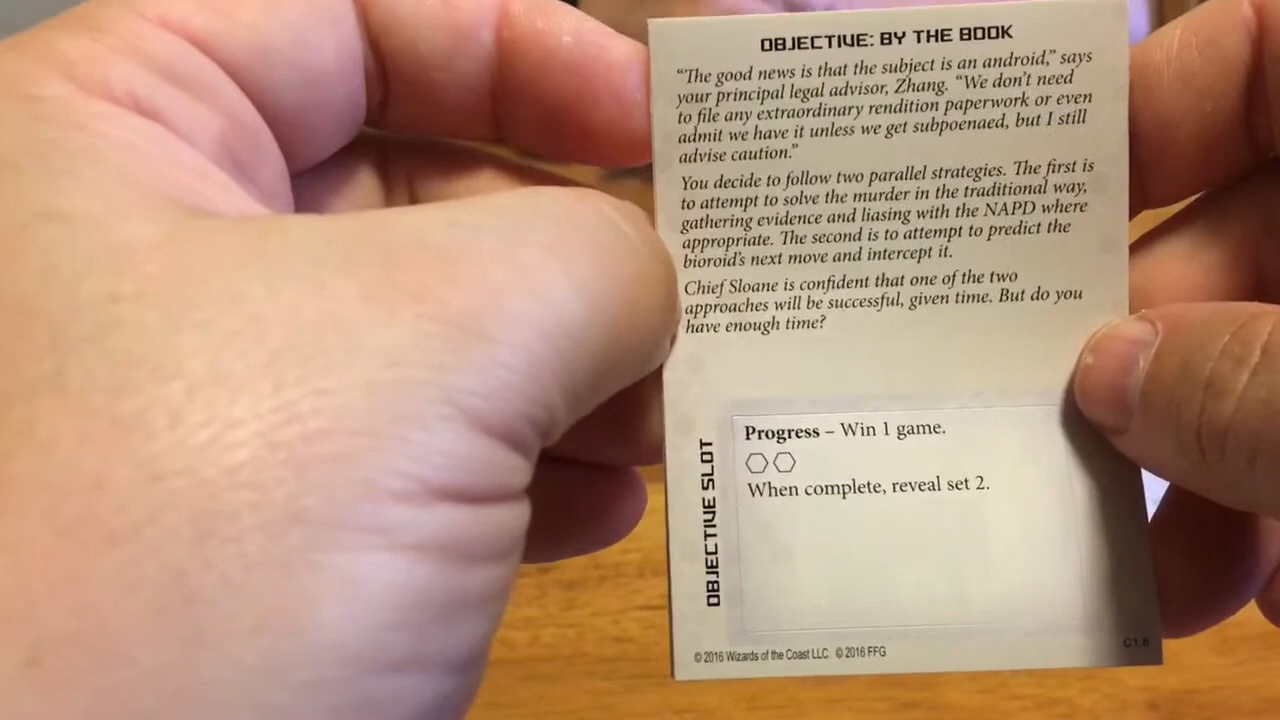 OBJECTIVE: BY THE BOOK
“The good news is that the subject is an android,” says
your principal legal advisor, Zhang. “We don’t need
to file any extraordinary rendition paperwork or even
admit we have it unless we get subpoenaed, but I still
advise caution.”
You decide to follow two parallel strategies. The first is
to attempt to solve the murder in the traditional way,
gathering evidence and liasing with the NAPD where
appropriate. The second is to attempt to predict the
bioroid’s next move and intercept it.
Chief Sloane is confident that one of the two
approaches will be successful, given time. But do you
have enough time?
OBJECTIVE SLOT
Progress – Win 1 game.
When complete, reveal set 2.
© 2016 Wizards of the Coast LLC. © 2016 FFG